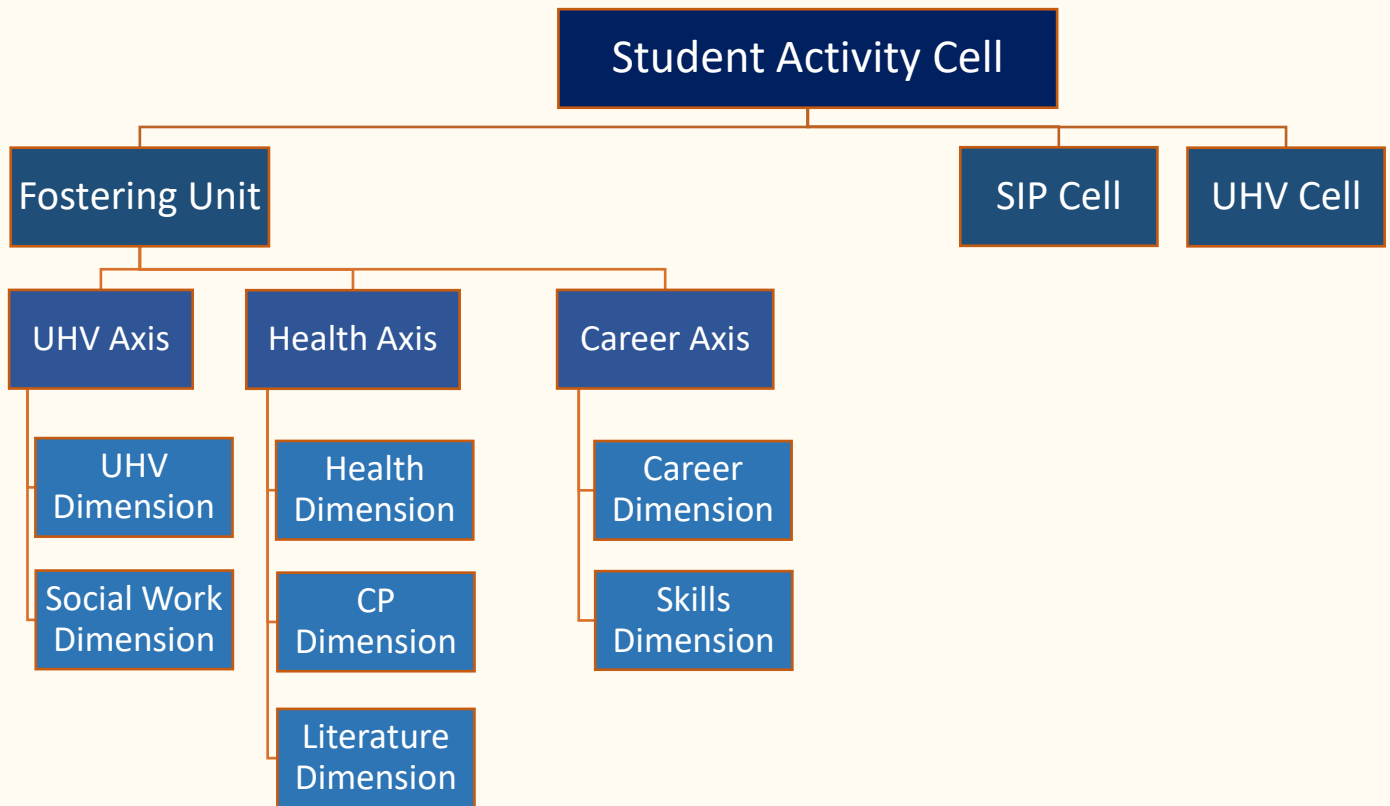 Student Activity Cell
Fostering Unit
SIP Cell
UHV Cell
UHV Axis
Health Axis
Career Axis
UHV
Dimension
Social Work
Dimension
Health
Dimension
CP
Dimension
Literature
Dimension
Career
Dimension
Skills
Dimension